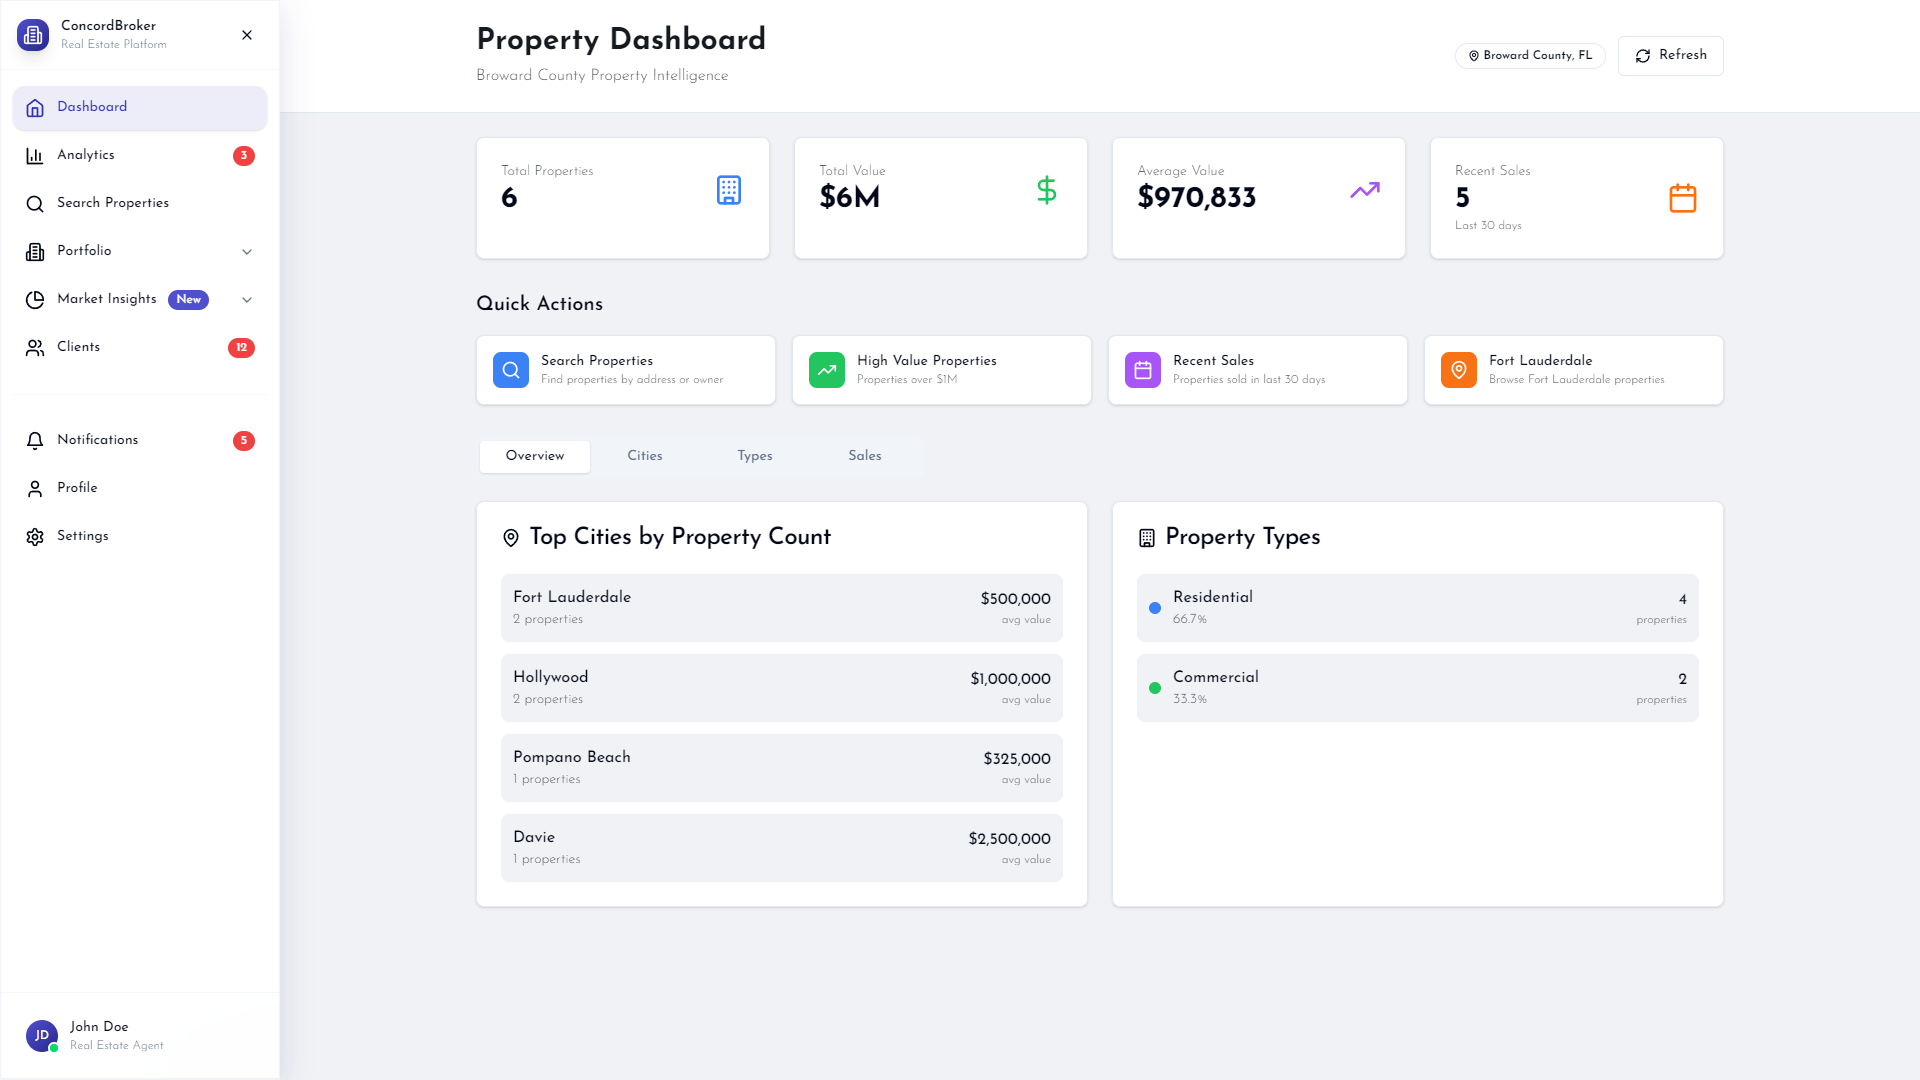 ConcordBroker
Real Estate Platform
Dashboard
Analytics
3
Search Properties
Portfolio
Market Insights
New
Clients
12
Notifications
5
Profile
Settings
JD
John Doe
Real Estate Agent
Property Dashboard
Broward County Property Intelligence
Broward County, FL
Refresh
Total Properties
6
Total Value
$6M
Average Value
$970,833
Recent Sales
5
Last 30 days
Quick Actions
Search Properties
Find properties by address or owner
High Value Properties
Properties over $1M
Recent Sales
Properties sold in last 30 days
Fort Lauderdale
Browse Fort Lauderdale properties
Overview
Cities
Types
Sales
Top Cities by Property Count
Fort Lauderdale
2 properties
$500,000
avg value
Hollywood
2 properties
$1,000,000
avg value
Pompano Beach
1 properties
$325,000
avg value
Davie
1 properties
$2,500,000
avg value
Property Types
Residential
66.7%
4
properties
Commercial
33.3%
2
properties